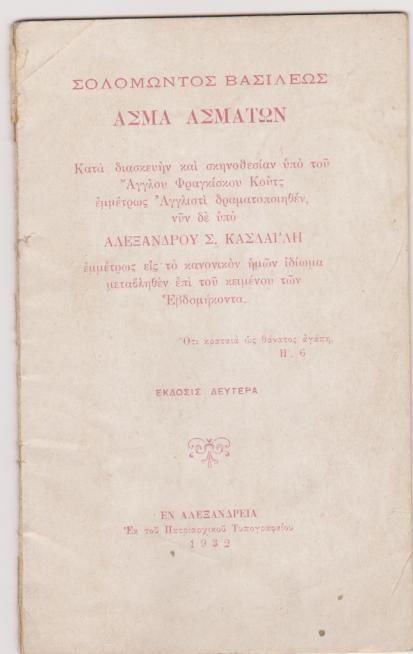 ΣΟΛΟΜΩΝΤΟΣ ΒΑΣΙΛΕΩΣ
ΑΣΜΑ ΑΣΜΑΤΩΝ
Κατὰ διασκευὴν καὶ σκηνοθεσίαν ὑπὸ τοῦ
Ἄγγλου Φραγκίσκου Κοὺτς
ἐμμέτρως Ἀγγλιστὶ δραματοποιηθέν,
νῦν δὲ ὑπὸ
ΑΛΕΞΑΝΔΡΟΥ Σ. ΚΑΣΔΑΓΛΗ
ἐμμέτρως εἰς τὸ κανονικὸν ἡμῶν ἰδίωμα
μεταβληθὲν ἐπὶ τοῦ κειμένου τῶν
Ἑβδομήκοντα.
Ὅτι κραταιὰ ὡς θάνατος ἀγάπη.
Η΄. 6
ΕΚΔΟΣΙΣ ΔΕΥΤΕΡΑ
ΕΝ ΑΛΕΞΑΝΔΡΕΙΑ
Ἐκ τοῦ Πατριαρχικοῦ Τυπογραφείου
1932